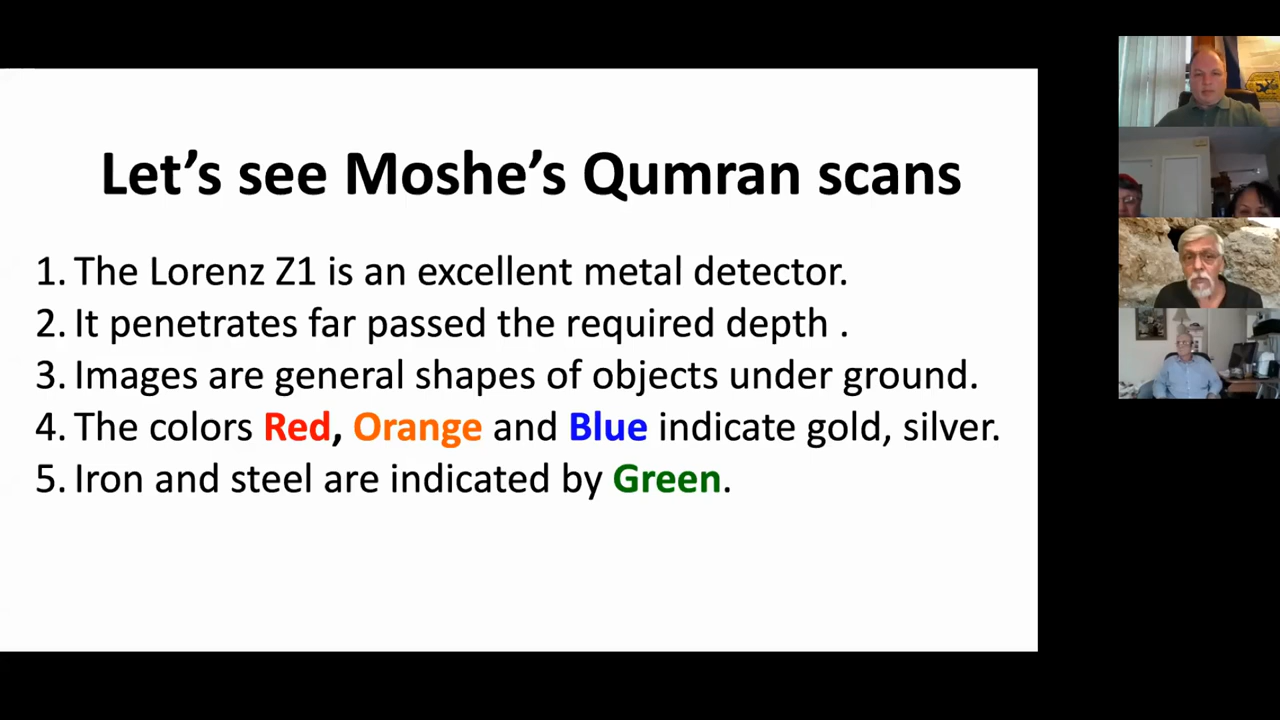 Let's see Moshe's Qumran scans
1. The Lorenz Z1 is an excellent metal detector.
2. It penetrates far passed the required depth .
3. Images are general shapes of objects under ground.
4. The colors Red, Orange and Blue indicate gold, silver.
5. Iron and steel are indicated by Green.